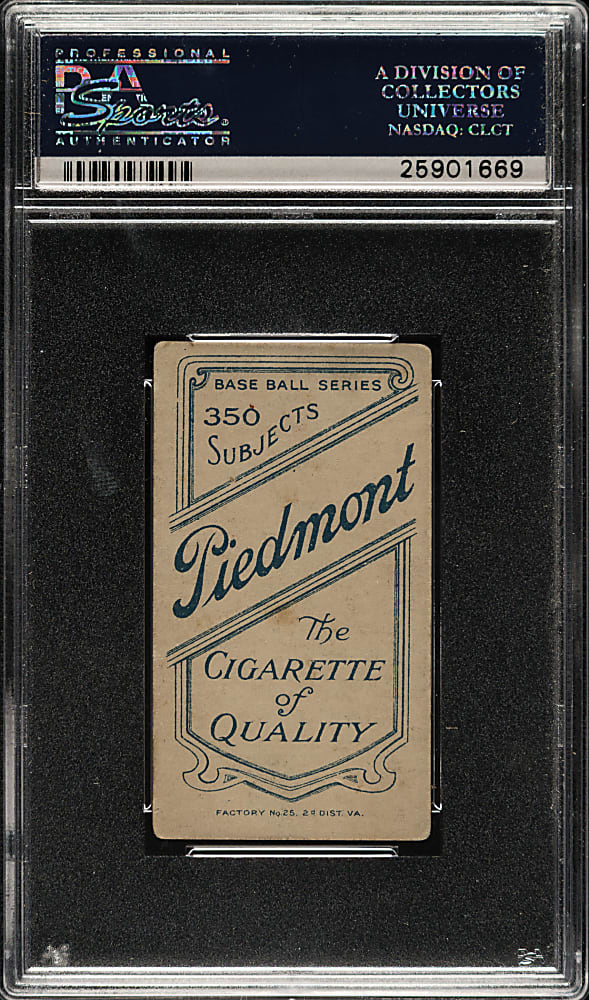 PROFESSIONAL
PSA
Sports
AUTHENTICATOR
A DIVISION OF
COLLECTORS
UNIVERSE
NASDAQ: CLCT
25901669
BASE BALL SERIES
350
SUBJECTS
Piedmont
The
CIGARETTE
of
QUALITY
FACTORY No. 25, 2D DIST. VA.